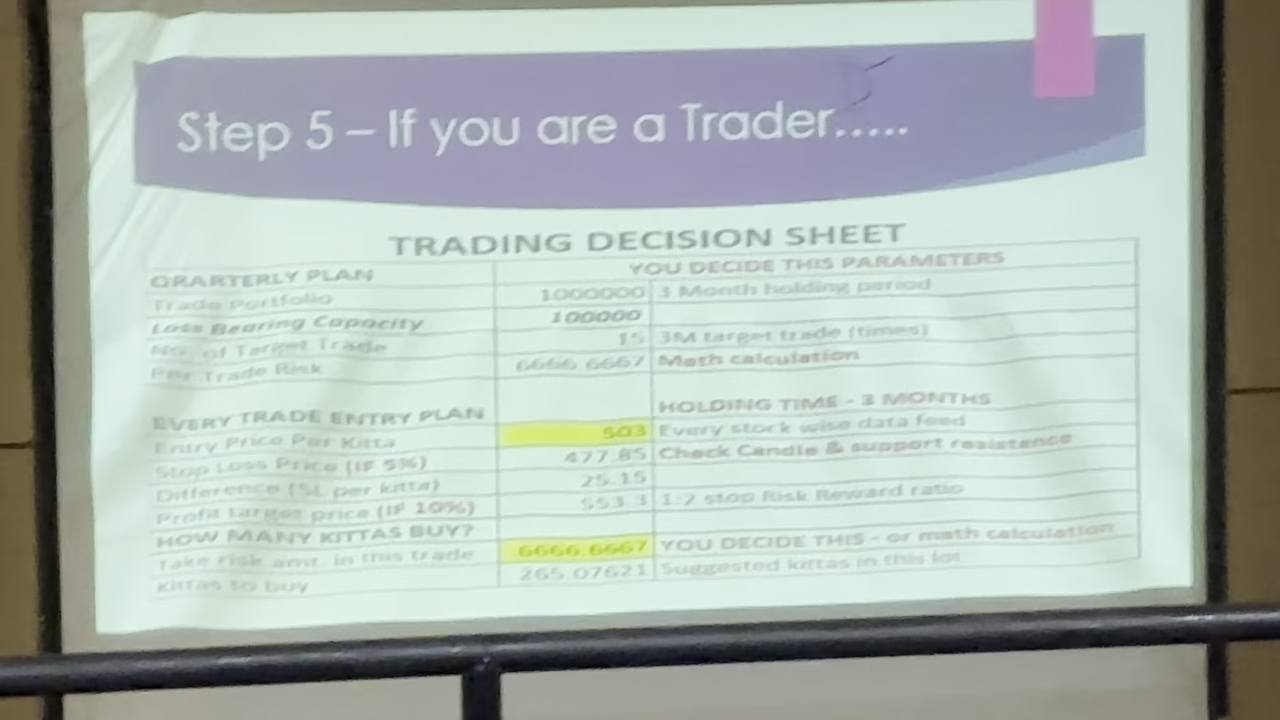 Step 5 – If you are a Trader.....
TRADING DECISION SHEET
QRARTERLY PLAN YOU DECIDE THIS PARAMETERS
Trade Portfolio 1000000 3 Month holding period
Loss Bearing Capacity 100000
No. of Target Trade 15 3M target trade (times)
Per Trade Risk 6666.6667 Math calculation
EVERY TRADE ENTRY PLAN HOLDING TIME - 3 MONTHS
Entry Price Per Kitta 503 Every stock wise data feed
Stop Loss Price (IF 5%) 477.85 Check Candle & support resistance
Difference (SL per kitta) 25.15
Profit target price (IF 10%) 553.3 1:2 stop Risk Reward ratio
HOW MANY KITTAS BUY?
Take risk amt. in this trade 6666.6667 YOU DECIDE THIS - or math calculation
Kittas to buy 265.07621 Suggested kittas in this lot